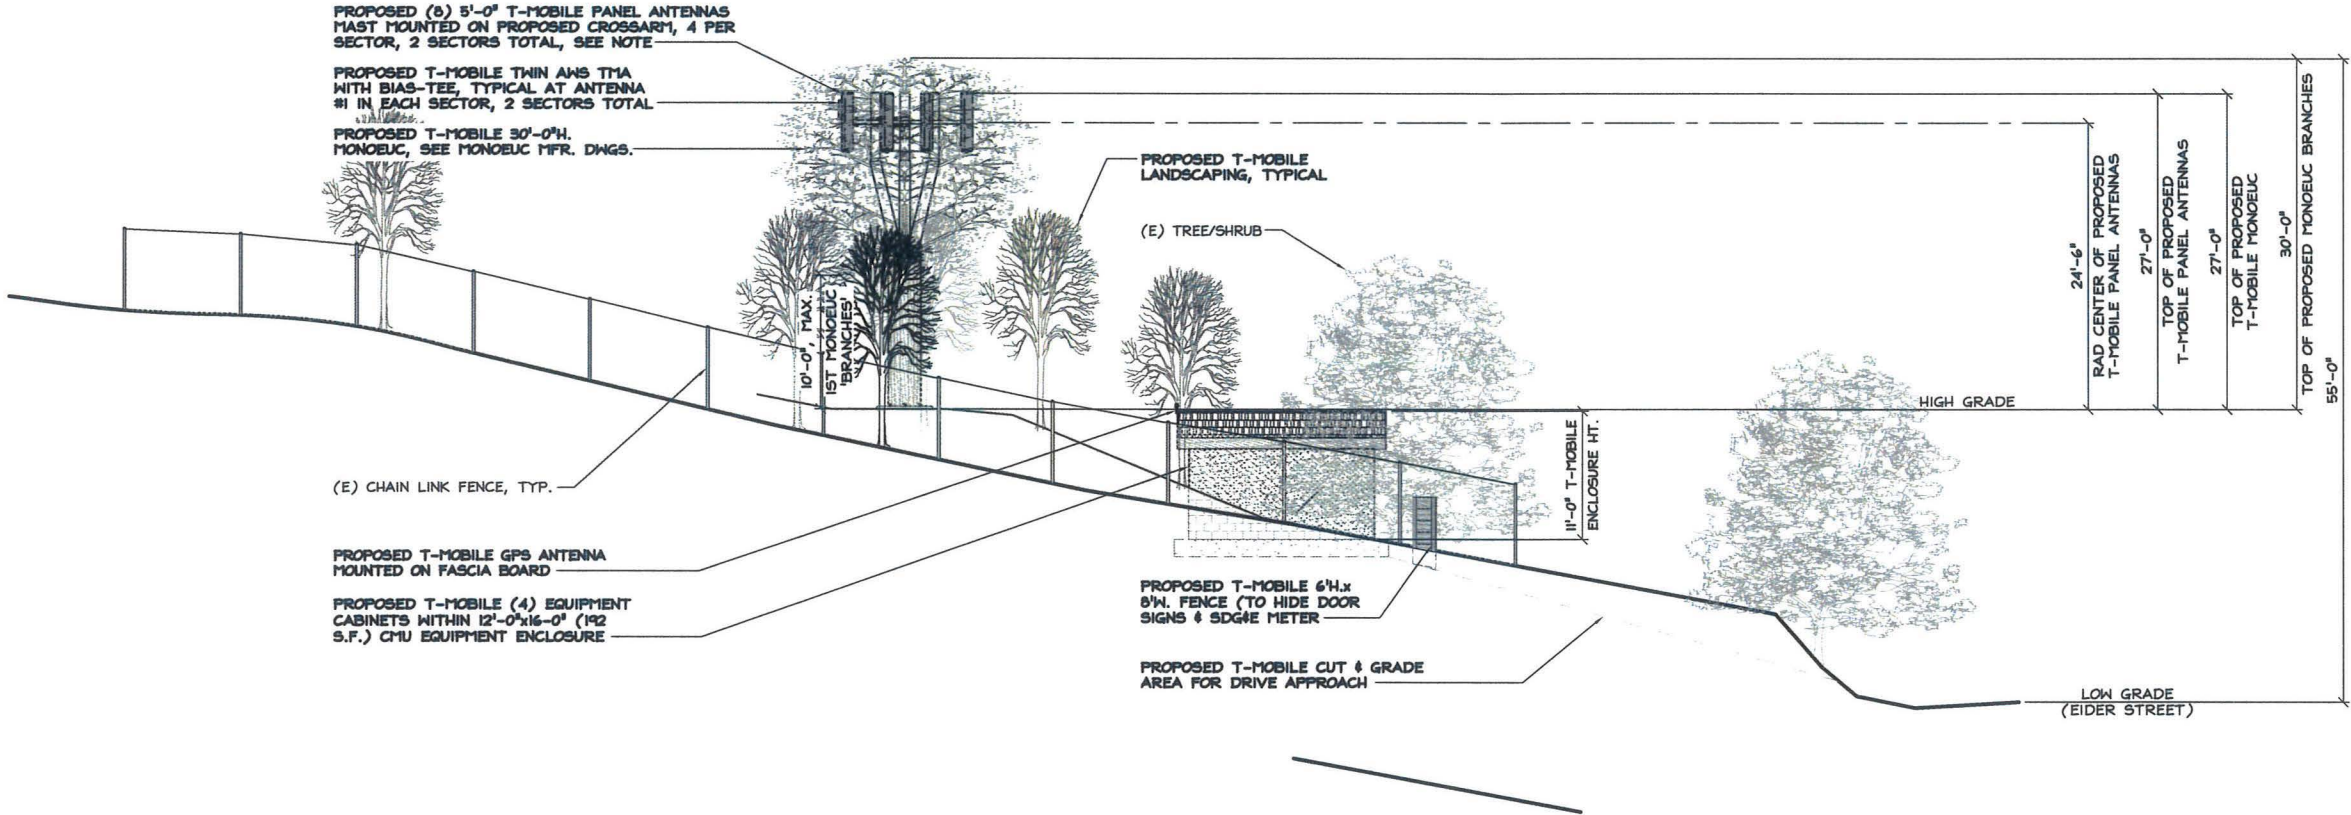 PROPOSED (8) 5'-0" T-MOBILE PANEL ANTENNAS
MAST MOUNTED ON PROPOSED CROSSARM, 4 PER
SECTOR, 2 SECTORS TOTAL, SEE NOTE
PROPOSED T-MOBILE TWIN AWS TMA
WITH BIAS-TEE, TYPICAL AT ANTENNA
#1 IN EACH SECTOR, 2 SECTORS TOTAL
PROPOSED T-MOBILE 30'-0"H.
MONOEUC, SEE MONOEUC MFR. DWGS.
PROPOSED T-MOBILE
LANDSCAPING, TYPICAL
(E) TREE/SHRUB
10'-0", MAX.
1ST MONOEUC
'BRANCHES'
(E) CHAIN LINK FENCE, TYP.
PROPOSED T-MOBILE GPS ANTENNA
MOUNTED ON FASCIA BOARD
PROPOSED T-MOBILE (4) EQUIPMENT
CABINETS WITHIN 12'-0"x16-0" (192
S.F.) CMU EQUIPMENT ENCLOSURE
11'-0" T-MOBILE
ENCLOSURE HT.
PROPOSED T-MOBILE 6'H.x
8'W. FENCE (TO HIDE DOOR
SIGNS & SDG&E METER
PROPOSED T-MOBILE CUT & GRADE
AREA FOR DRIVE APPROACH
HIGH GRADE
LOW GRADE
(EIDER STREET)
24'-6"
RAD CENTER OF PROPOSED
T-MOBILE PANEL ANTENNAS
27'-0"
TOP OF PROPOSED
T-MOBILE PANEL ANTENNAS
27'-0"
TOP OF PROPOSED
T-MOBILE MONOEUC
30'-0"
TOP OF PROPOSED MONOEUC BRANCHES
55'-0"